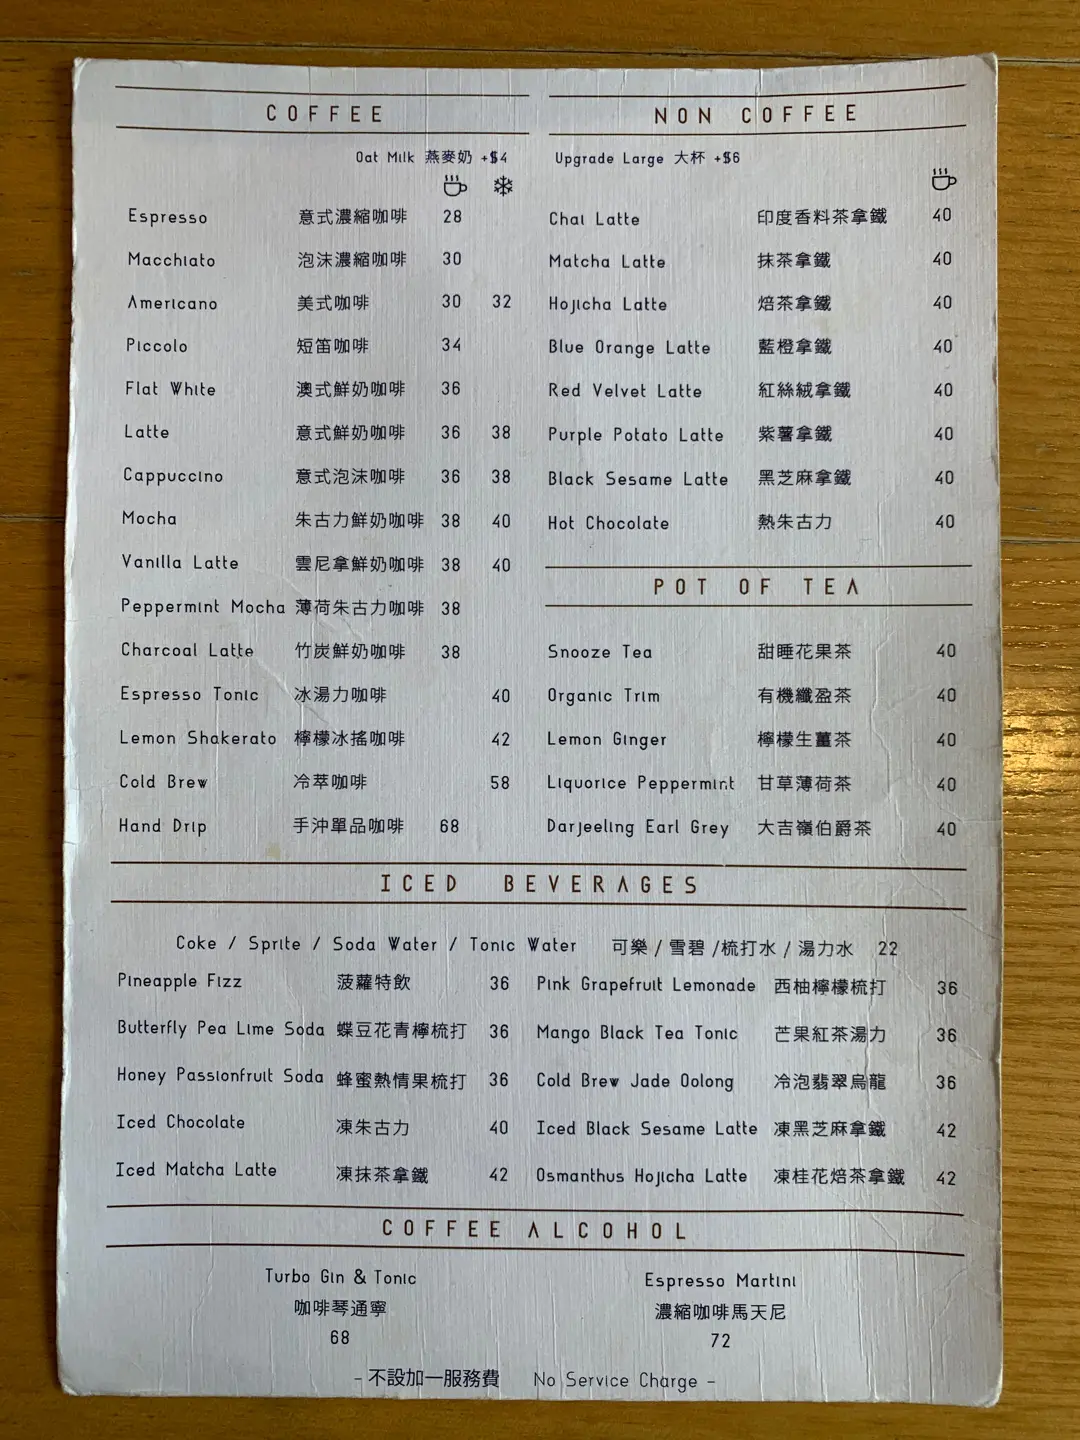 COFFEE
Oat Milk 燕麥奶 +$4
Espresso 意式濃縮咖啡 28
Macchiato 泡沫濃縮咖啡 30
Americano 美式咖啡 30 32
Piccolo 短笛咖啡 34
Flat White 澳式鮮奶咖啡 36
Latte 意式鮮奶咖啡 36 38
Cappuccino 意式泡沫咖啡 36 38
Mocha 朱古力鮮奶咖啡 38 40
Vanilla Latte 雲尼拿鮮奶咖啡 38 40
Peppermint Mocha 薄荷朱古力咖啡 38
Charcoal Latte 竹炭鮮奶咖啡 38
Espresso Tonic 冰湯力咖啡 40
Lemon Shakerato 檸檬冰搖咖啡 42
Cold Brew 冷萃咖啡 58
Hand Drip 手沖單品咖啡 68
NON COFFEE
Upgrade Large 大杯 +$6
Chai Latte 印度香料茶拿鐵 40
Matcha Latte 抹茶拿鐵 40
Hojicha Latte 焙茶拿鐵 40
Blue Orange Latte 藍橙拿鐵 40
Red Velvet Latte 紅絲絨拿鐵 40
Purple Potato Latte 紫薯拿鐵 40
Black Sesame Latte 黑芝麻拿鐵 40
Hot Chocolate 熱朱古力 40
POT OF TEA
Snooze Tea 甜睡花果茶 40
Organic Trim 有機纖盈茶 40
Lemon Ginger 檸檬生薑茶 40
Liquorice Peppermint 甘草薄荷茶 40
Darjeeling Earl Grey 大吉嶺伯爵茶 40
ICED BEVERAGES
Coke / Sprite / Soda Water / Tonic Water 可樂 / 雪碧 /梳打水 / 湯力水 22
Pineapple Fizz 菠蘿特飲 36
Butterfly Pea Lime Soda 蝶豆花青檸梳打 36
Honey Passionfruit Soda 蜂蜜熱情果梳打 36
Iced Chocolate 凍朱古力 40
Iced Matcha Latte 凍抹茶拿鐵 42
Pink Grapefruit Lemonade 西柚檸檬梳打 36
Mango Black Tea Tonic 芒果紅茶湯力 36
Cold Brew Jade Oolong 冷泡翡翠烏龍 36
Iced Black Sesame Latte 凍黑芝麻拿鐵 42
Osmanthus Hojicha Latte 凍桂花焙茶拿鐵 42
COFFEE ALCOHOL
Turbo Gin & Tonic
咖啡琴通寧
68
Espresso Martini
濃縮咖啡馬天尼
72
- 不設加一服務費 No Service Charge -